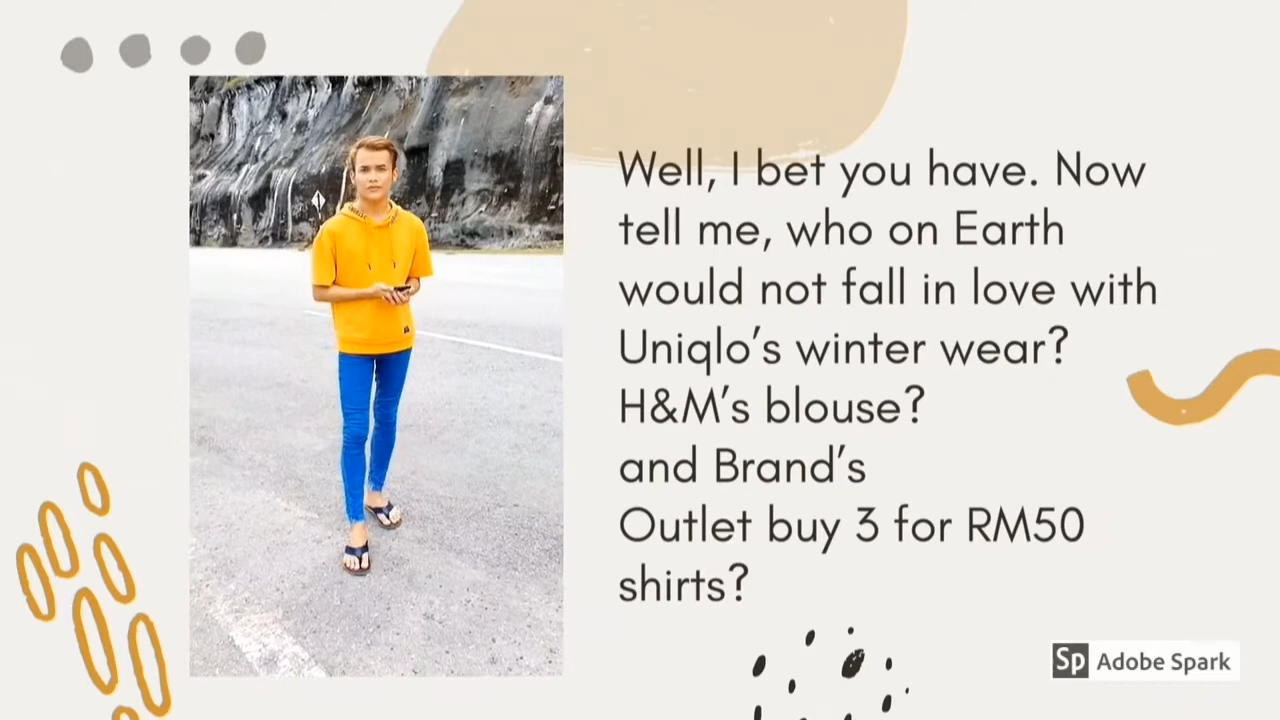 Well, I bet you have. Now
tell me, who on Earth
would not fall in love with
Uniqlo's winter wear?
H&M's blouse?
and Brand's
Outlet buy 3 for RM50
shirts?
Sp Adobe Spark